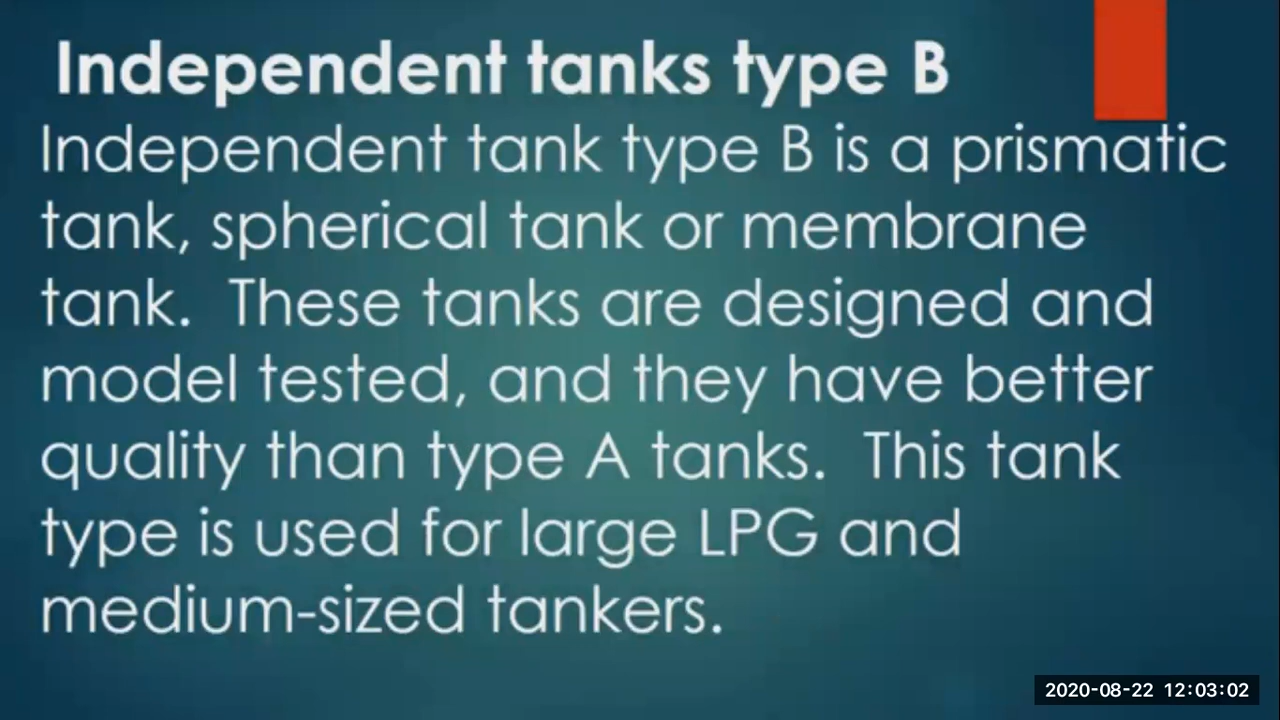 Independent tanks type B
Independent tank type B is a prismatic
tank, spherical tank or membrane
tank.  These tanks are designed and
model tested, and they have better
quality than type A tanks.  This tank
type is used for large LPG and
medium-sized tankers.
2020-08-22 12:03:02